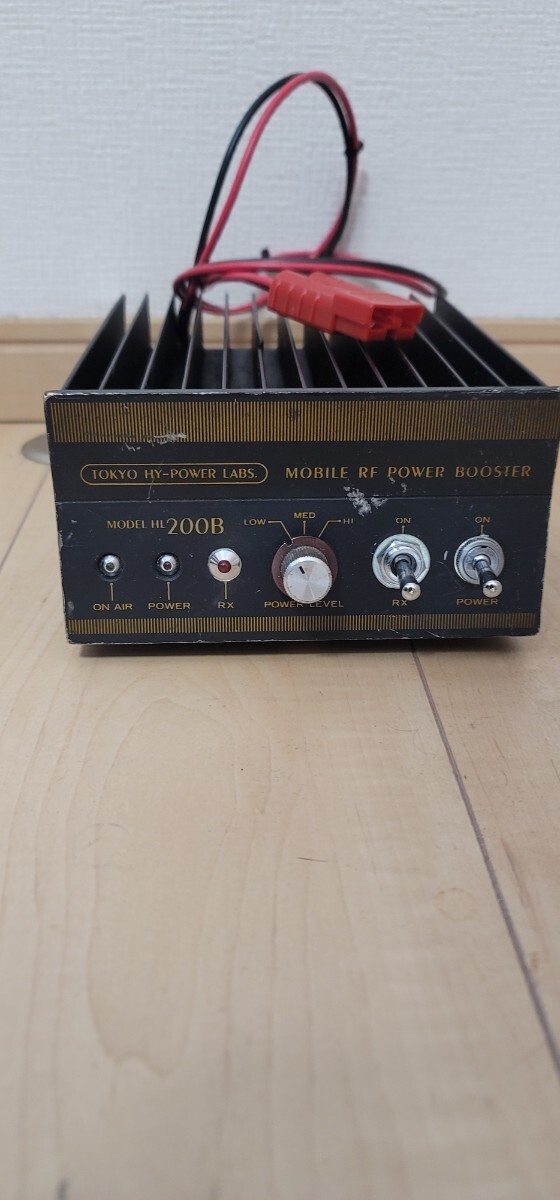 TOKYO HY-POWER LABS. MOBILE RF POWER BOOSTER
MODEL HL 200B
LOW MED HI
ON ON
ON AIR POWER RX POWER LEVEL RX POWER